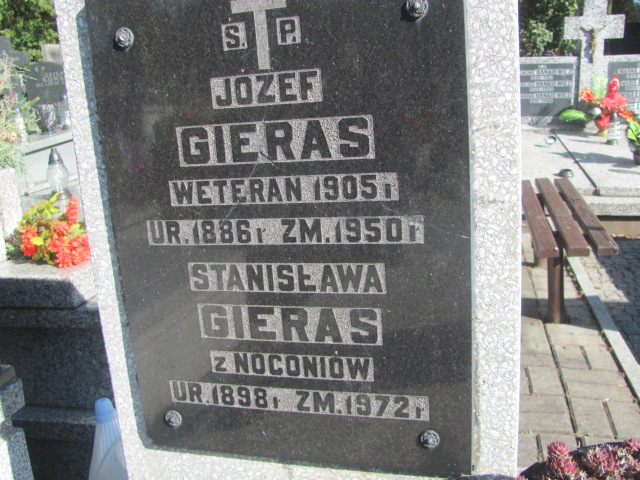 Ś. P.
JÓZEF
GIERAS
WETERAN 1905 r
UR. 1886 r ZM. 1950 r
STANISŁAWA
GIERAS
Z NOCONIÓW
UR. 1898 r ZM. 1972 r